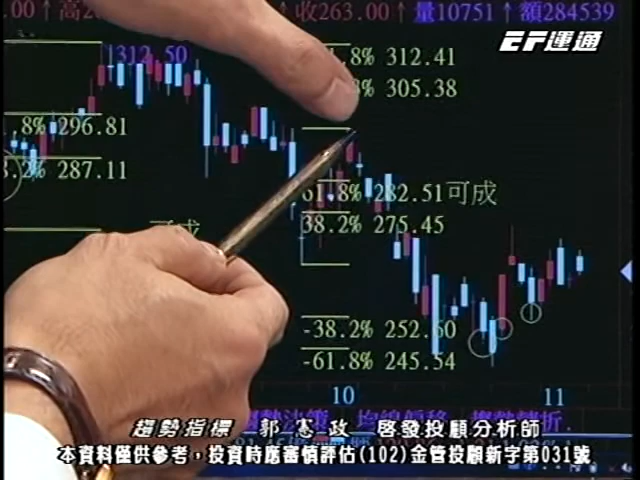 .00↑ 收263.00↑量10751↑額284539
EF運通
1312.50
.8% 312.41
305.38
.8% 296.81
8.2% 287.11
61.8% 282.51可成
38.2% 275.45
可成
-38.2% 252.60
-61.8% 245.54
10 11
趨勢指標 郭憲政 啓發投顧分析師
本資料僅供參考,投資時應審慎評估(102)金管投顧新字第031號